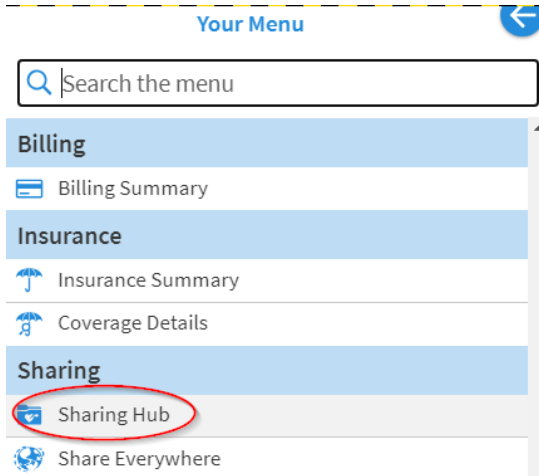 Your Menu
Search the menu
Billing
Billing Summary
Insurance
Insurance Summary
Coverage Details
Sharing
Sharing Hub
Share Everywhere